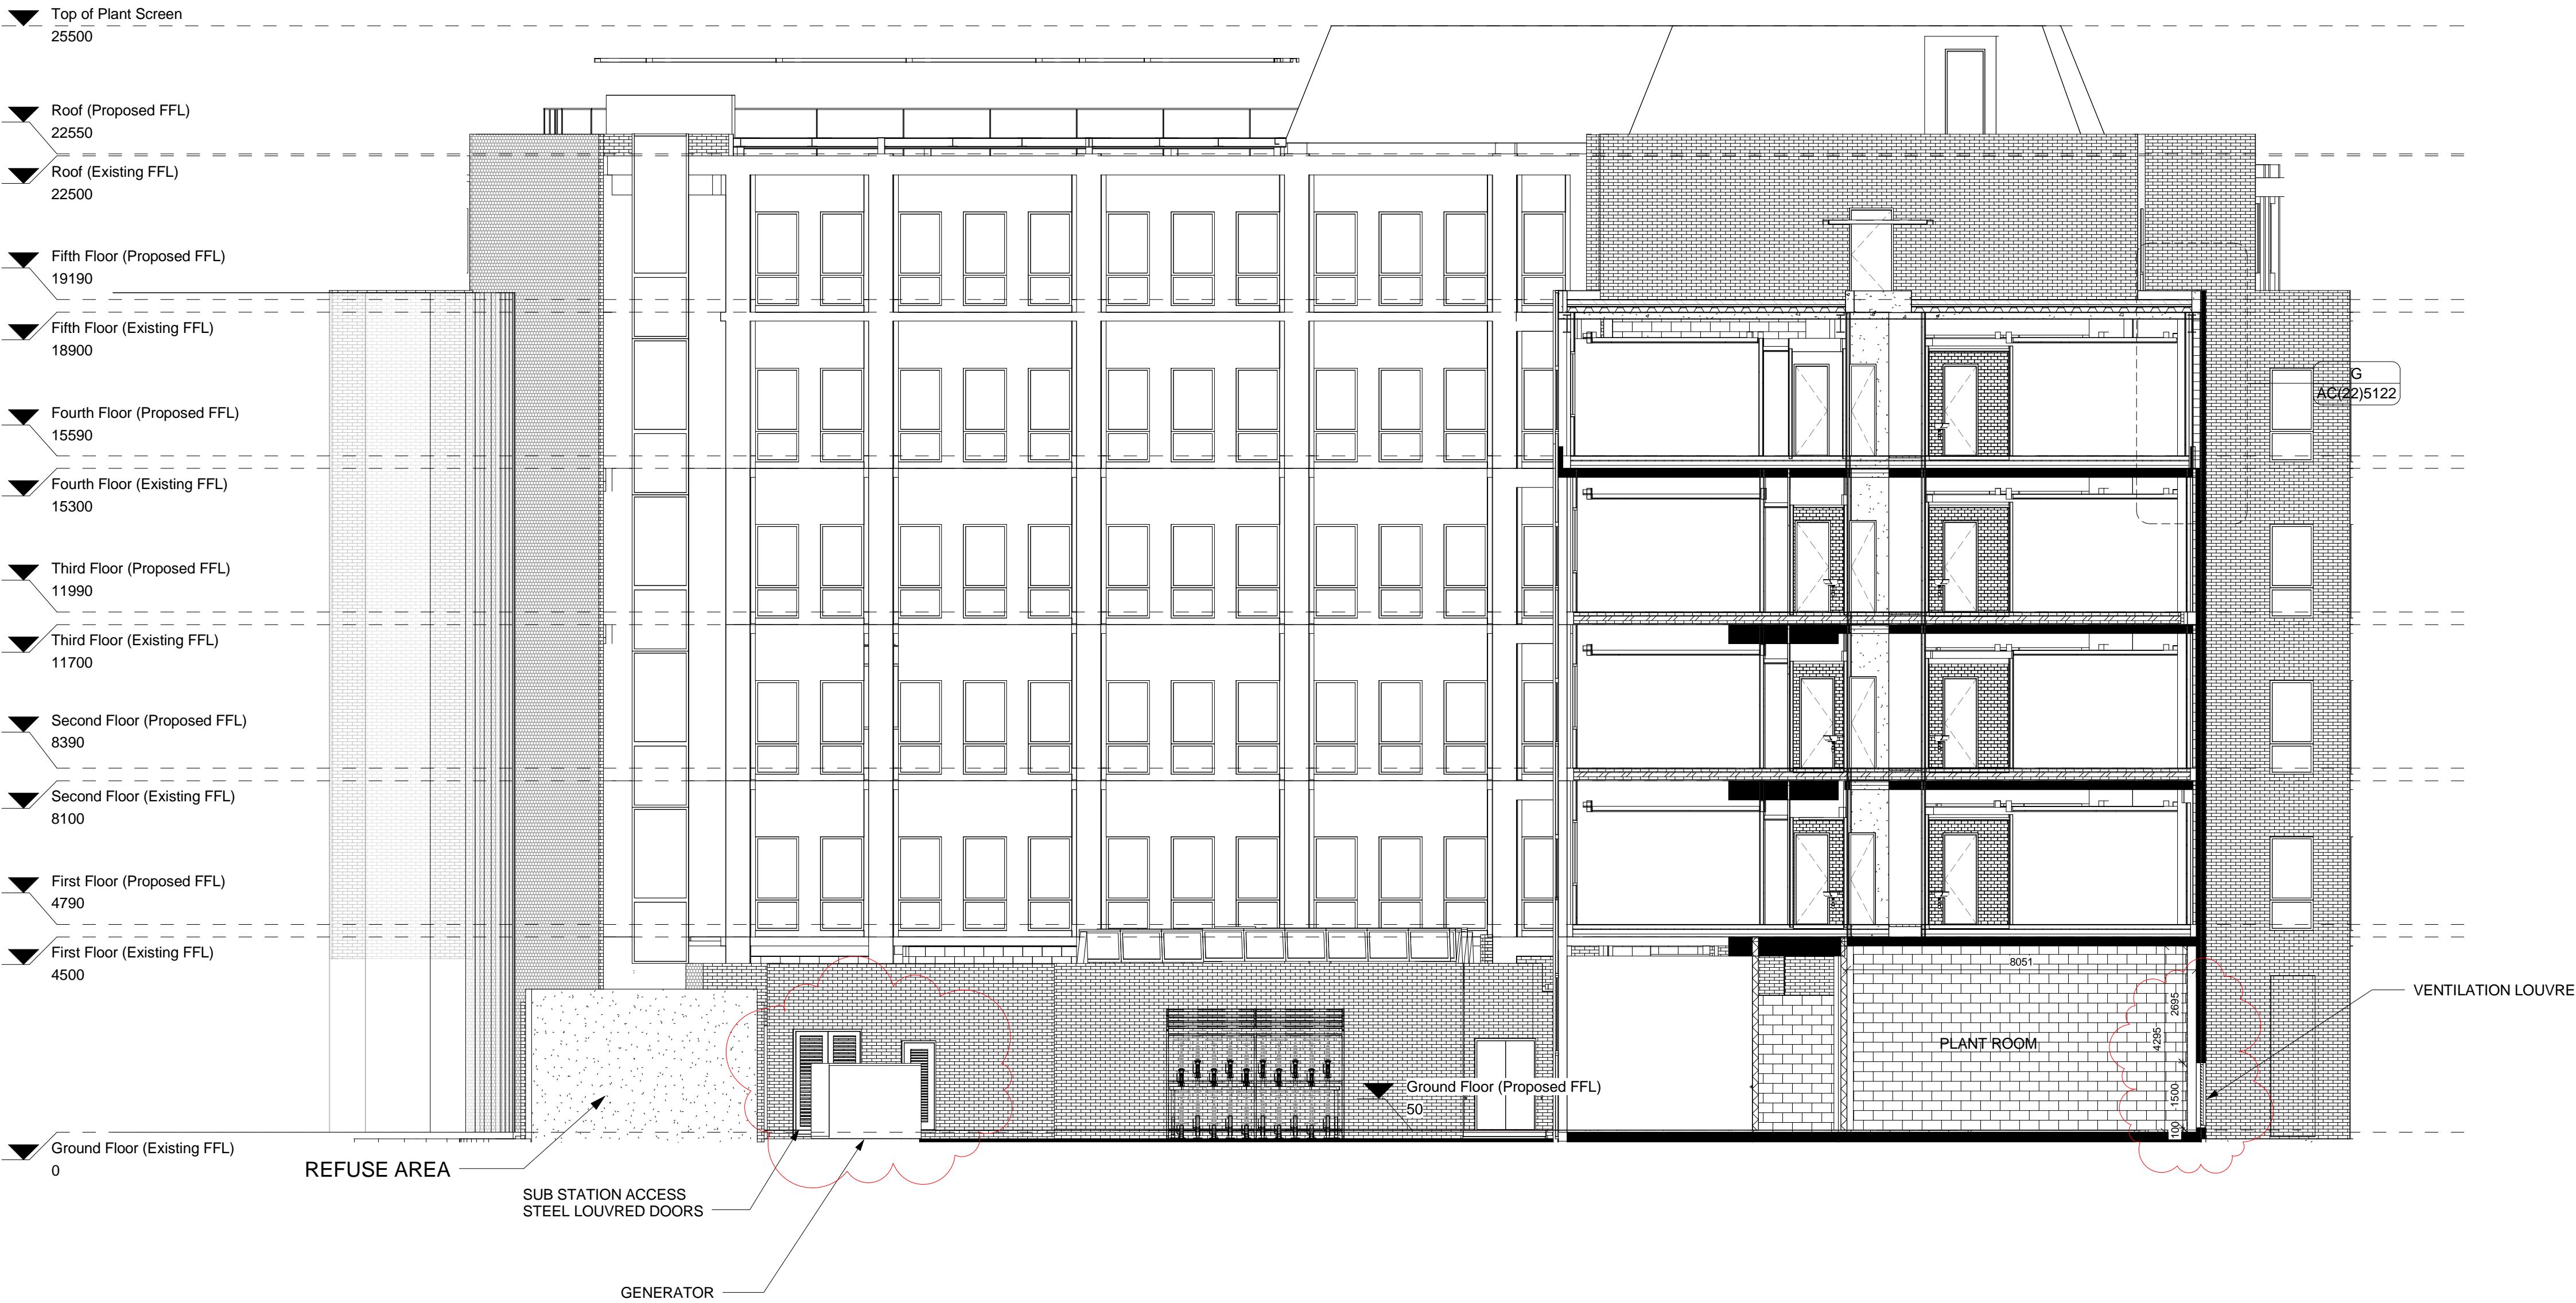 Top of Plant Screen
25500
Roof (Proposed FFL)
22550
Roof (Existing FFL)
22500
Fifth Floor (Proposed FFL)
19190
Fifth Floor (Existing FFL)
18900
G
AC(22)5122
Fourth Floor (Proposed FFL)
15590
Fourth Floor (Existing FFL)
15300
Third Floor (Proposed FFL)
11990
Third Floor (Existing FFL)
11700
Second Floor (Proposed FFL)
8390
Second Floor (Existing FFL)
8100
First Floor (Proposed FFL)
4790
First Floor (Existing FFL)
4500
8051
2695
4295
1500
100
PLANT ROOM
VENTILATION LOUVRE
Ground Floor (Proposed FFL)
50
Ground Floor (Existing FFL)
0
REFUSE AREA
SUB STATION ACCESS
STEEL LOUVRED DOORS
GENERATOR